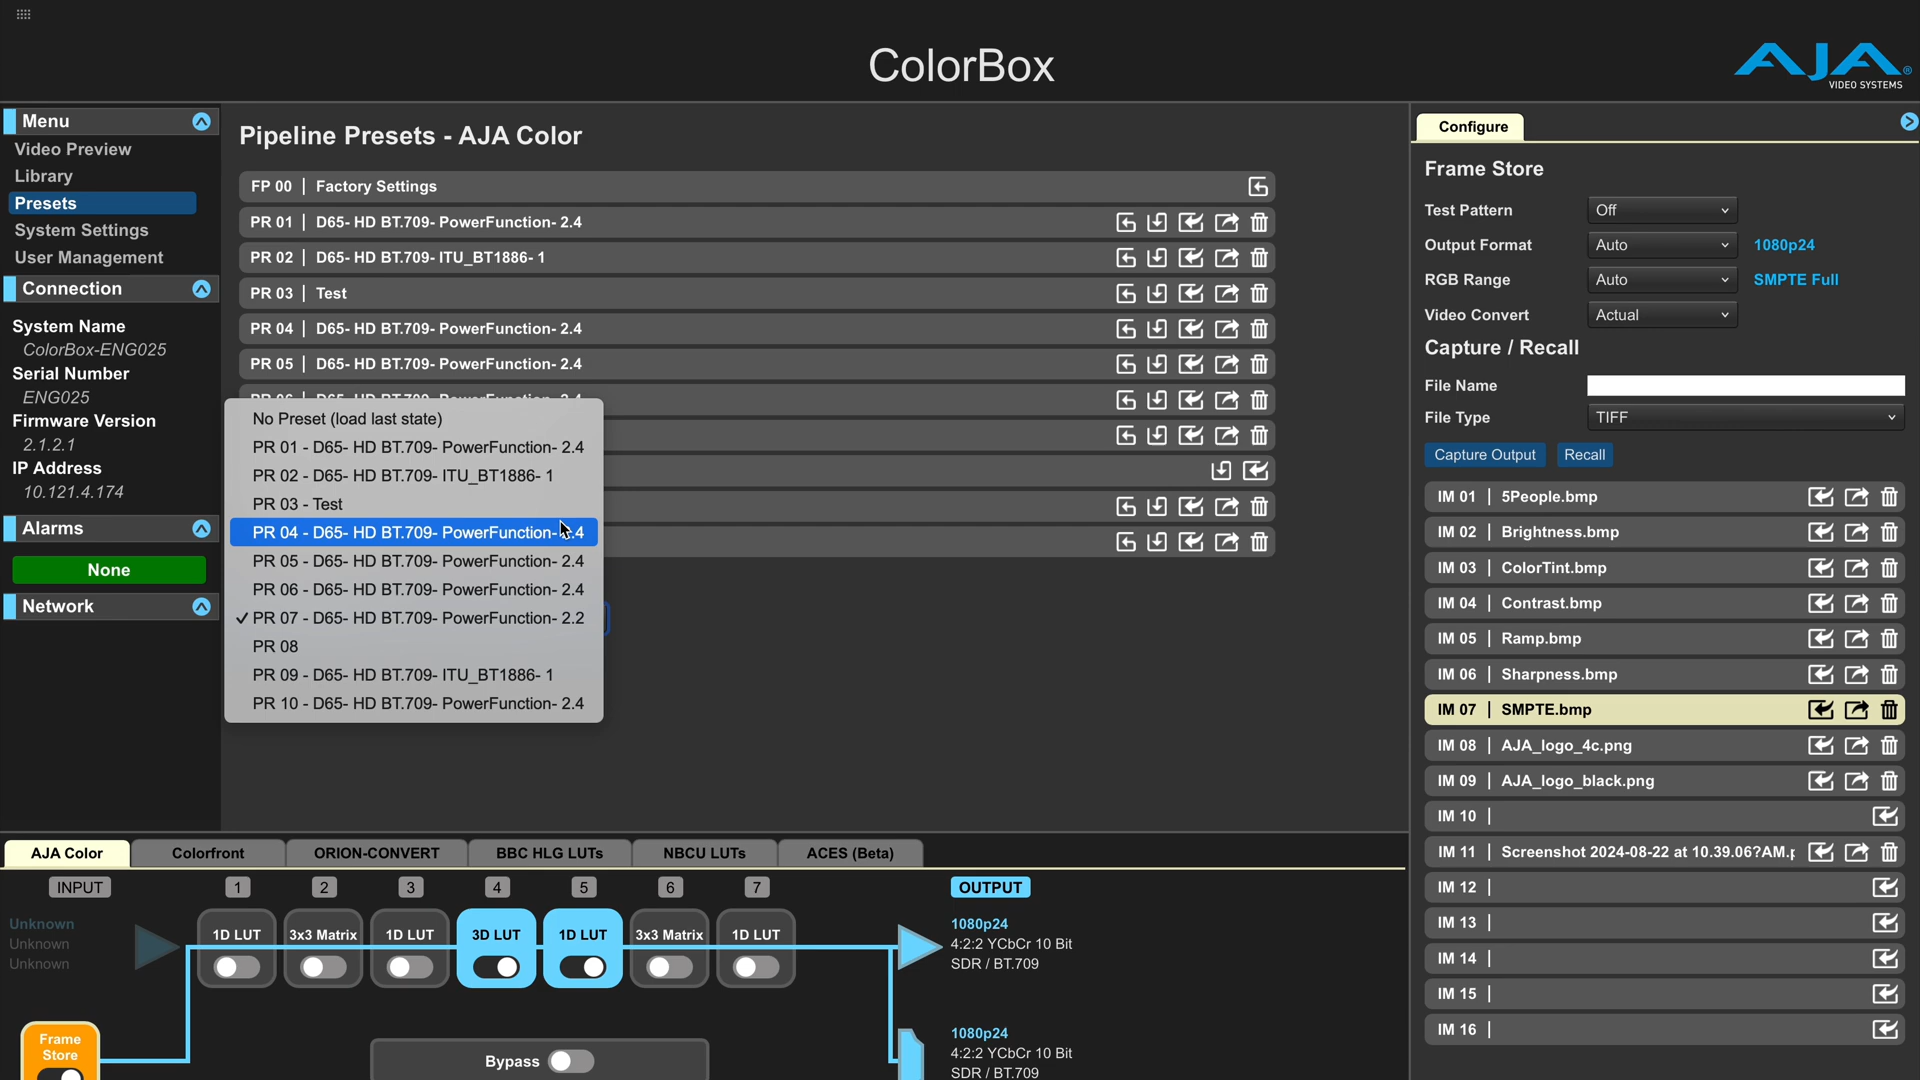 ColorBox
AJA
VIDEO SYSTEMS
Menu
Video Preview
Library
Presets
System Settings
User Management
Connection
System Name
ColorBox-ENG025
Serial Number
ENG025
Firmware Version
2.1.2.1
IP Address
10.121.4.174
Alarms
None
Network
Pipeline Presets - AJA Color
FP 00 | Factory Settings
PR 01 | D65- HD BT.709- PowerFunction- 2.4
PR 02 | D65- HD BT.709- ITU_BT1886- 1
PR 03 | Test
PR 04 | D65- HD BT.709- PowerFunction- 2.4
PR 05 | D65- HD BT.709- PowerFunction- 2.4
No Preset (load last state)
PR 01 - D65- HD BT.709- PowerFunction- 2.4
PR 02 - D65- HD BT.709- ITU_BT1886- 1
PR 03 - Test
PR 04 - D65- HD BT.709- PowerFunction- 2.4
PR 05 - D65- HD BT.709- PowerFunction- 2.4
PR 06 - D65- HD BT.709- PowerFunction- 2.4
✓ PR 07 - D65- HD BT.709- PowerFunction- 2.2
PR 08
PR 09 - D65- HD BT.709- ITU_BT1886- 1
PR 10 - D65- HD BT.709- PowerFunction- 2.4
Configure
Frame Store
Test Pattern Off
Output Format Auto 1080p24
RGB Range Auto SMPTE Full
Video Convert Actual
Capture / Recall
File Name
File Type TIFF
Capture Output Recall
IM 01 | 5People.bmp
IM 02 | Brightness.bmp
IM 03 | ColorTint.bmp
IM 04 | Contrast.bmp
IM 05 | Ramp.bmp
IM 06 | Sharpness.bmp
IM 07 | SMPTE.bmp
IM 08 | AJA_logo_4c.png
IM 09 | AJA_logo_black.png
IM 10 |
IM 11 | Screenshot 2024-08-22 at 10.39.06?AM.p
IM 12 |
IM 13 |
IM 14 |
IM 15 |
IM 16 |
AJA Color Colorfront ORION-CONVERT BBC HLG LUTs NBCU LUTs ACES (Beta)
INPUT 1 2 3 4 5 6 7 OUTPUT
Unknown
Unknown
Unknown
1D LUT 3x3 Matrix 1D LUT 3D LUT 1D LUT 3x3 Matrix 1D LUT
1080p24
4:2:2 YCbCr 10 Bit
SDR / BT.709
Frame
Store
Bypass
1080p24
4:2:2 YCbCr 10 Bit
SDR / BT.709